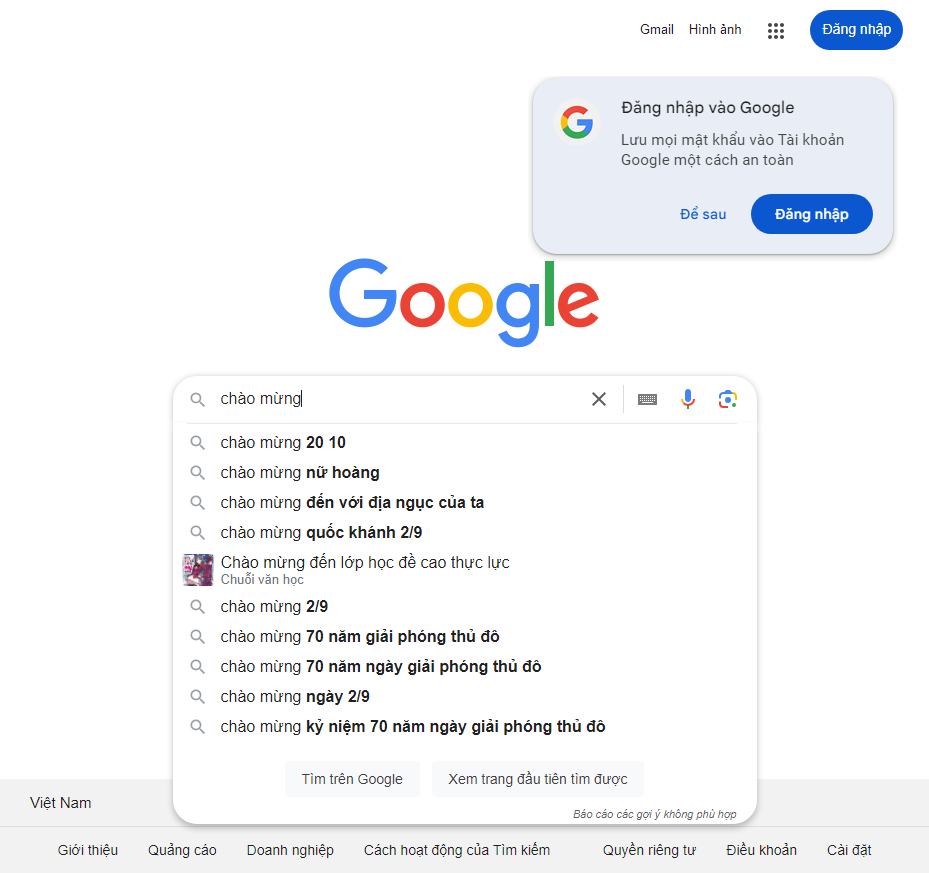 Gmail Hình ảnh Đăng nhập
Đăng nhập vào Google
Lưu mọi mật khẩu vào Tài khoản
Google một cách an toàn
Để sau Đăng nhập
Google
chào mừng
chào mừng 20 10
chào mừng nữ hoàng
chào mừng đến với địa ngục của ta
chào mừng quốc khánh 2/9
Chào mừng đến lớp học đề cao thực lực
Chuỗi văn học
chào mừng 2/9
chào mừng 70 năm giải phóng thủ đô
chào mừng 70 năm ngày giải phóng thủ đô
chào mừng ngày 2/9
chào mừng kỷ niệm 70 năm ngày giải phóng thủ đô
Tìm trên Google Xem trang đầu tiên tìm được
Việt Nam
Báo cáo các gợi ý không phù hợp
Giới thiệu Quảng cáo Doanh nghiệp Cách hoạt động của Tìm kiếm Quyền riêng tư Điều khoản Cài đặt